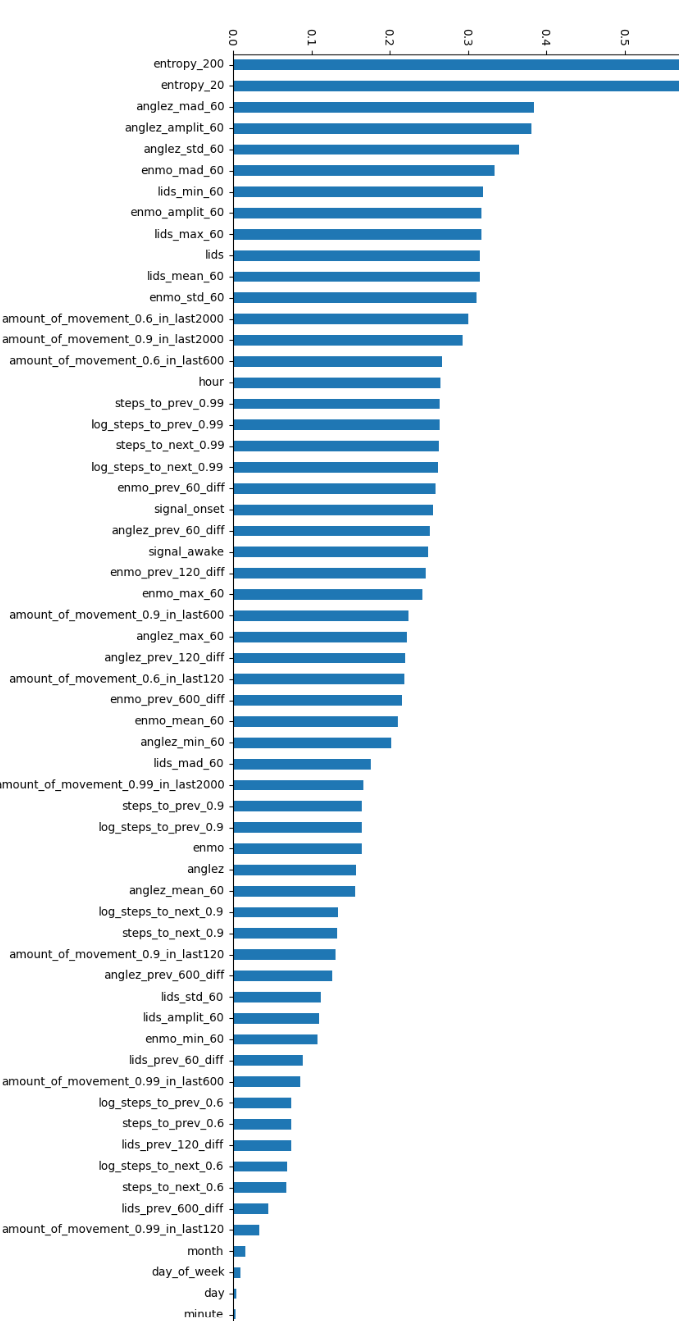 0.0 0.1 0.2 0.3 0.4 0.5
entropy_200
entropy_20
anglez_mad_60
anglez_amplit_60
anglez_std_60
enmo_mad_60
lids_min_60
enmo_amplit_60
lids_max_60
lids
lids_mean_60
enmo_std_60
amount_of_movement_0.6_in_last2000
amount_of_movement_0.9_in_last2000
amount_of_movement_0.6_in_last600
hour
steps_to_prev_0.99
log_steps_to_prev_0.99
steps_to_next_0.99
log_steps_to_next_0.99
enmo_prev_60_diff
signal_onset
anglez_prev_60_diff
signal_awake
enmo_prev_120_diff
enmo_max_60
amount_of_movement_0.9_in_last600
anglez_max_60
anglez_prev_120_diff
amount_of_movement_0.6_in_last120
enmo_prev_600_diff
enmo_mean_60
anglez_min_60
lids_mad_60
amount_of_movement_0.99_in_last2000
steps_to_prev_0.9
log_steps_to_prev_0.9
enmo
anglez
anglez_mean_60
log_steps_to_next_0.9
steps_to_next_0.9
amount_of_movement_0.9_in_last120
anglez_prev_600_diff
lids_std_60
lids_amplit_60
enmo_min_60
lids_prev_60_diff
amount_of_movement_0.99_in_last600
log_steps_to_prev_0.6
steps_to_prev_0.6
lids_prev_120_diff
log_steps_to_next_0.6
steps_to_next_0.6
lids_prev_600_diff
amount_of_movement_0.99_in_last120
month
day_of_week
day
minute